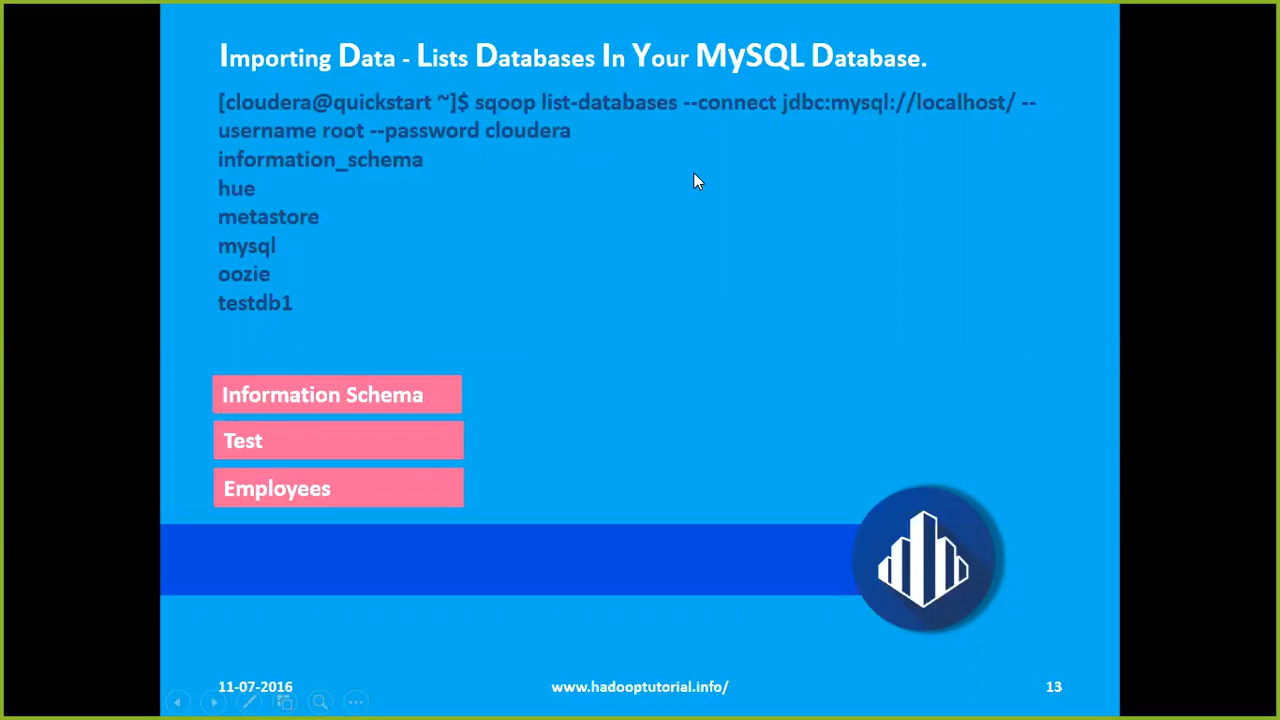 Importing Data - Lists Databases In Your MySQL Database.
[cloudera@quickstart ~]$ sqoop list-databases --connect jdbc:mysql://localhost/ --
username root --password cloudera
information_schema
hue
metastore
mysql
oozie
testdb1
Information Schema
Test
Employees
11-07-2016
www.hadooptutorial.info/
13